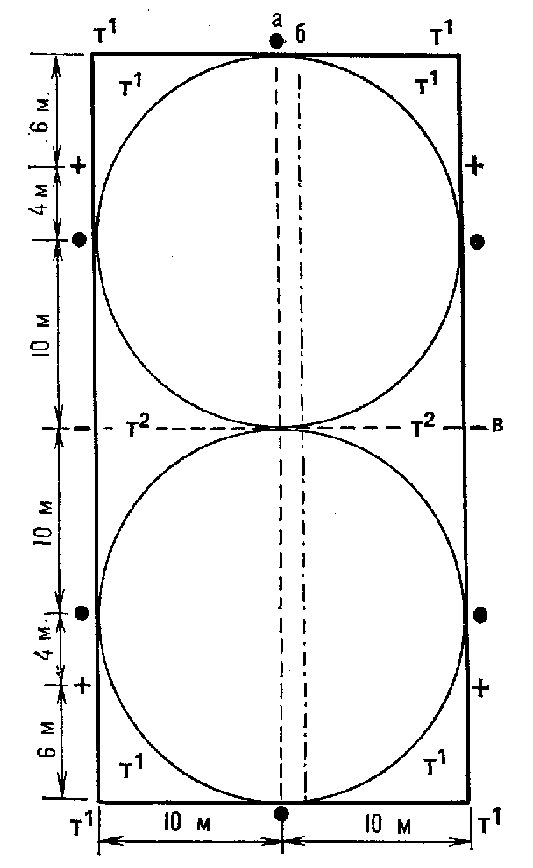 а
Т¹ б Т¹
Т¹ Т¹
6 м.
4 м
10 м
Т² Т² в
10 м
4 м.
6 м
Т¹ Т¹
Т¹ 10 м 10 м Т¹